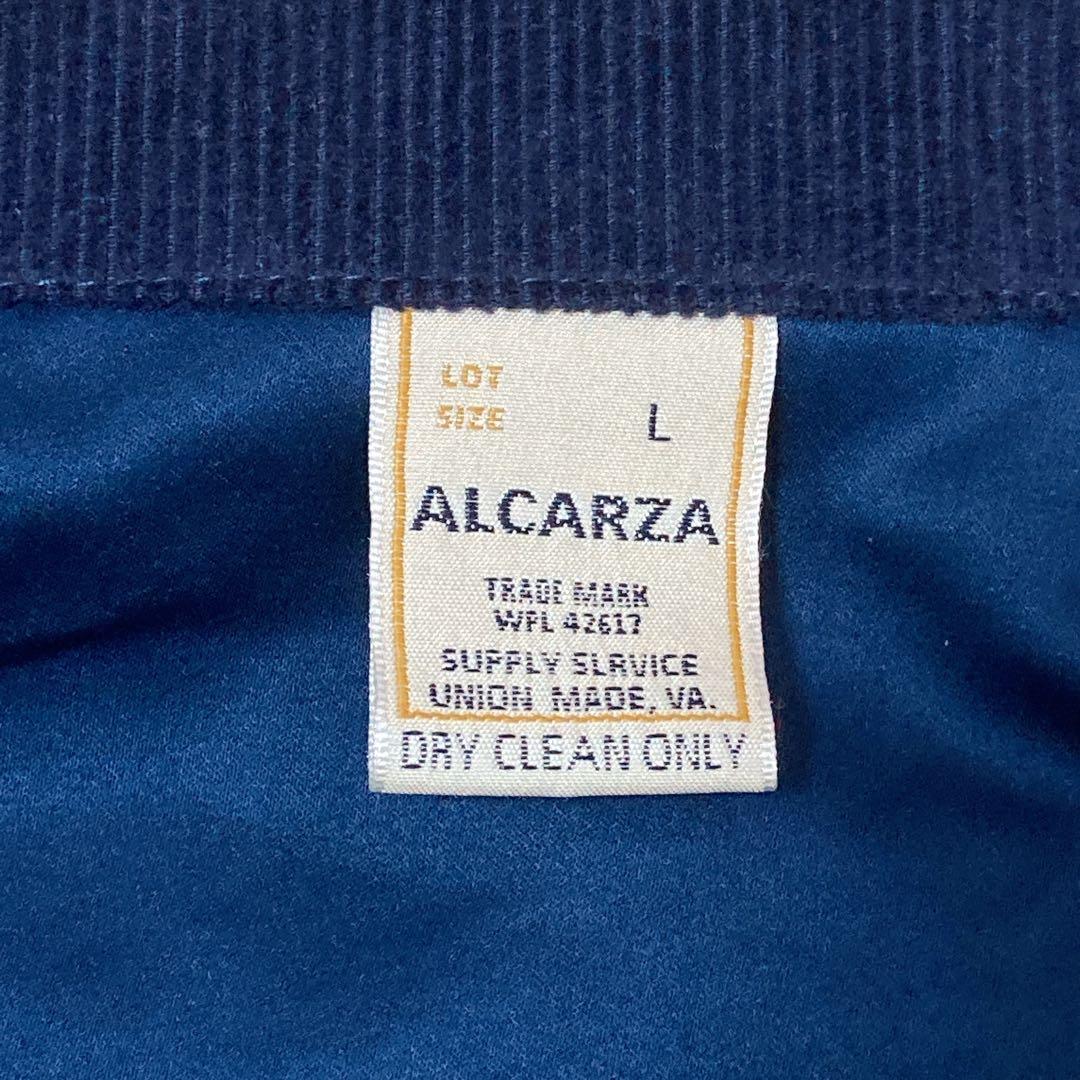 LOT
SIZE L
ALCARZA
TRADE MARK
WPL 42617
SUPPLY SLRVICE
UNION MADE, VA.
DRY CLEAN ONLY